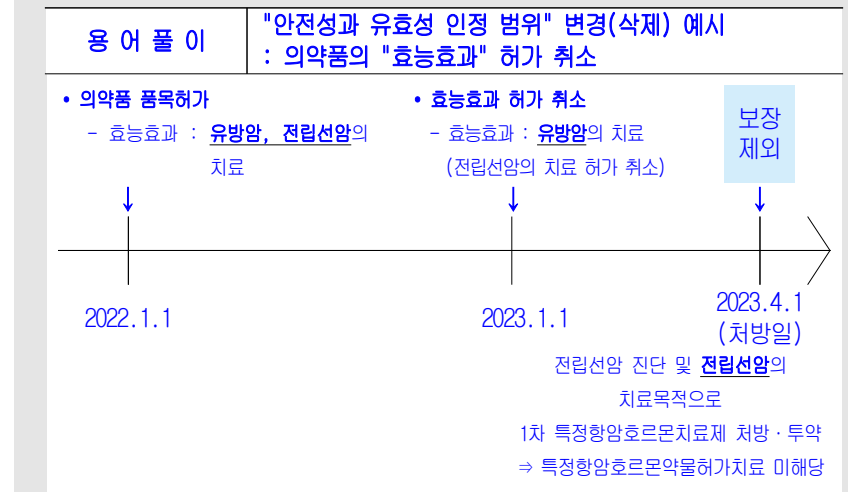 용 어 풀 이
"안전성과 유효성 인정 범위" 변경(삭제) 예시
: 의약품의 "효능효과" 허가 취소
• 의약품 품목허가
- 효능효과 : 유방암, 전립선암의
치료
• 효능효과 허가 취소
- 효능효과 : 유방암의 치료
(전립선암의 치료 허가 취소)
보장
제외
2022.1.1
2023.1.1
2023.4.1
(처방일)
전립선암 진단 및 전립선암의
치료목적으로
1차 특정항암호르몬치료제 처방·투약
⇒ 특정항암호르몬약물허가치료 미해당